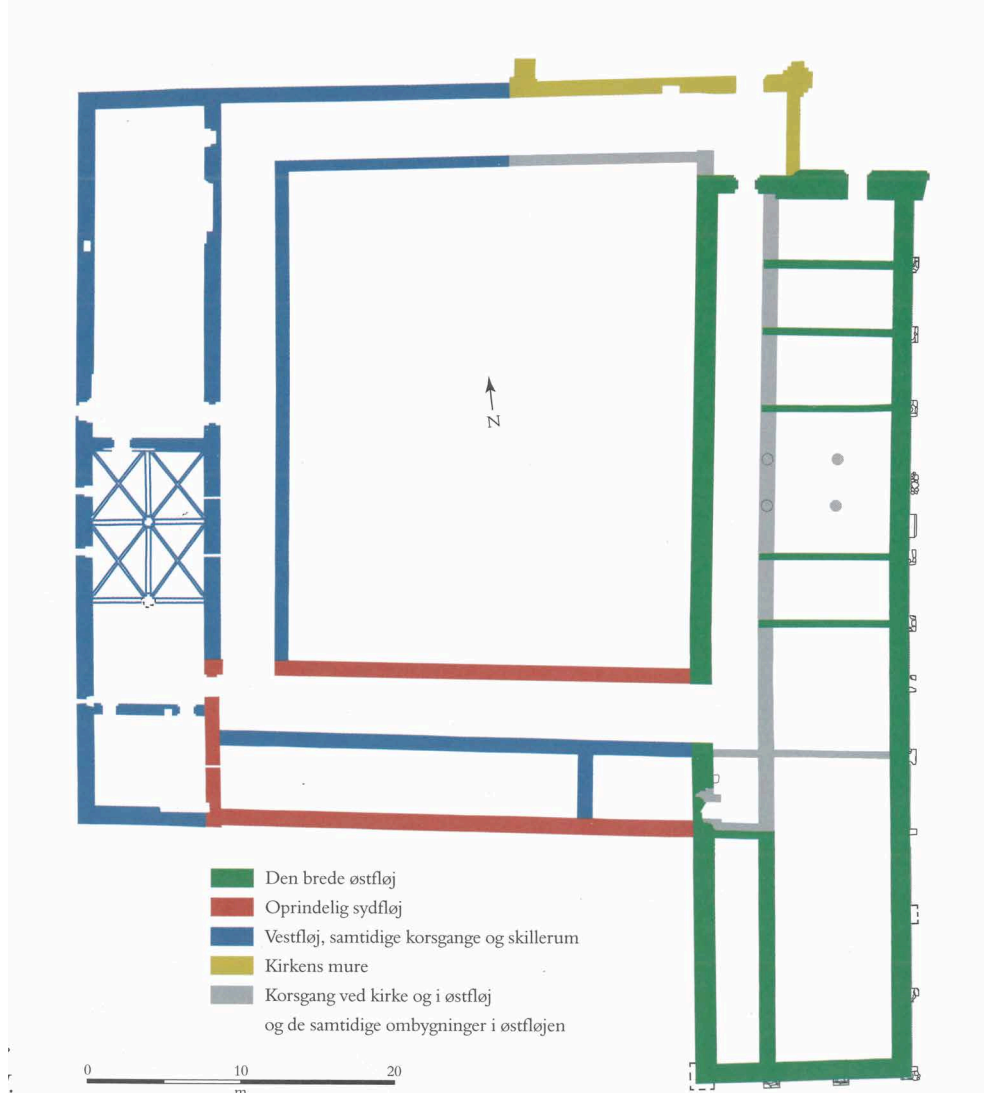 N
Den brede østfløj
Oprindelig sydfløj
Vestfløj, samtidige korsgange og skillerum
Kirkens mure
Korsgang ved kirke og i østfløj
og de samtidige ombygninger i østfløjen
0 10 20
m